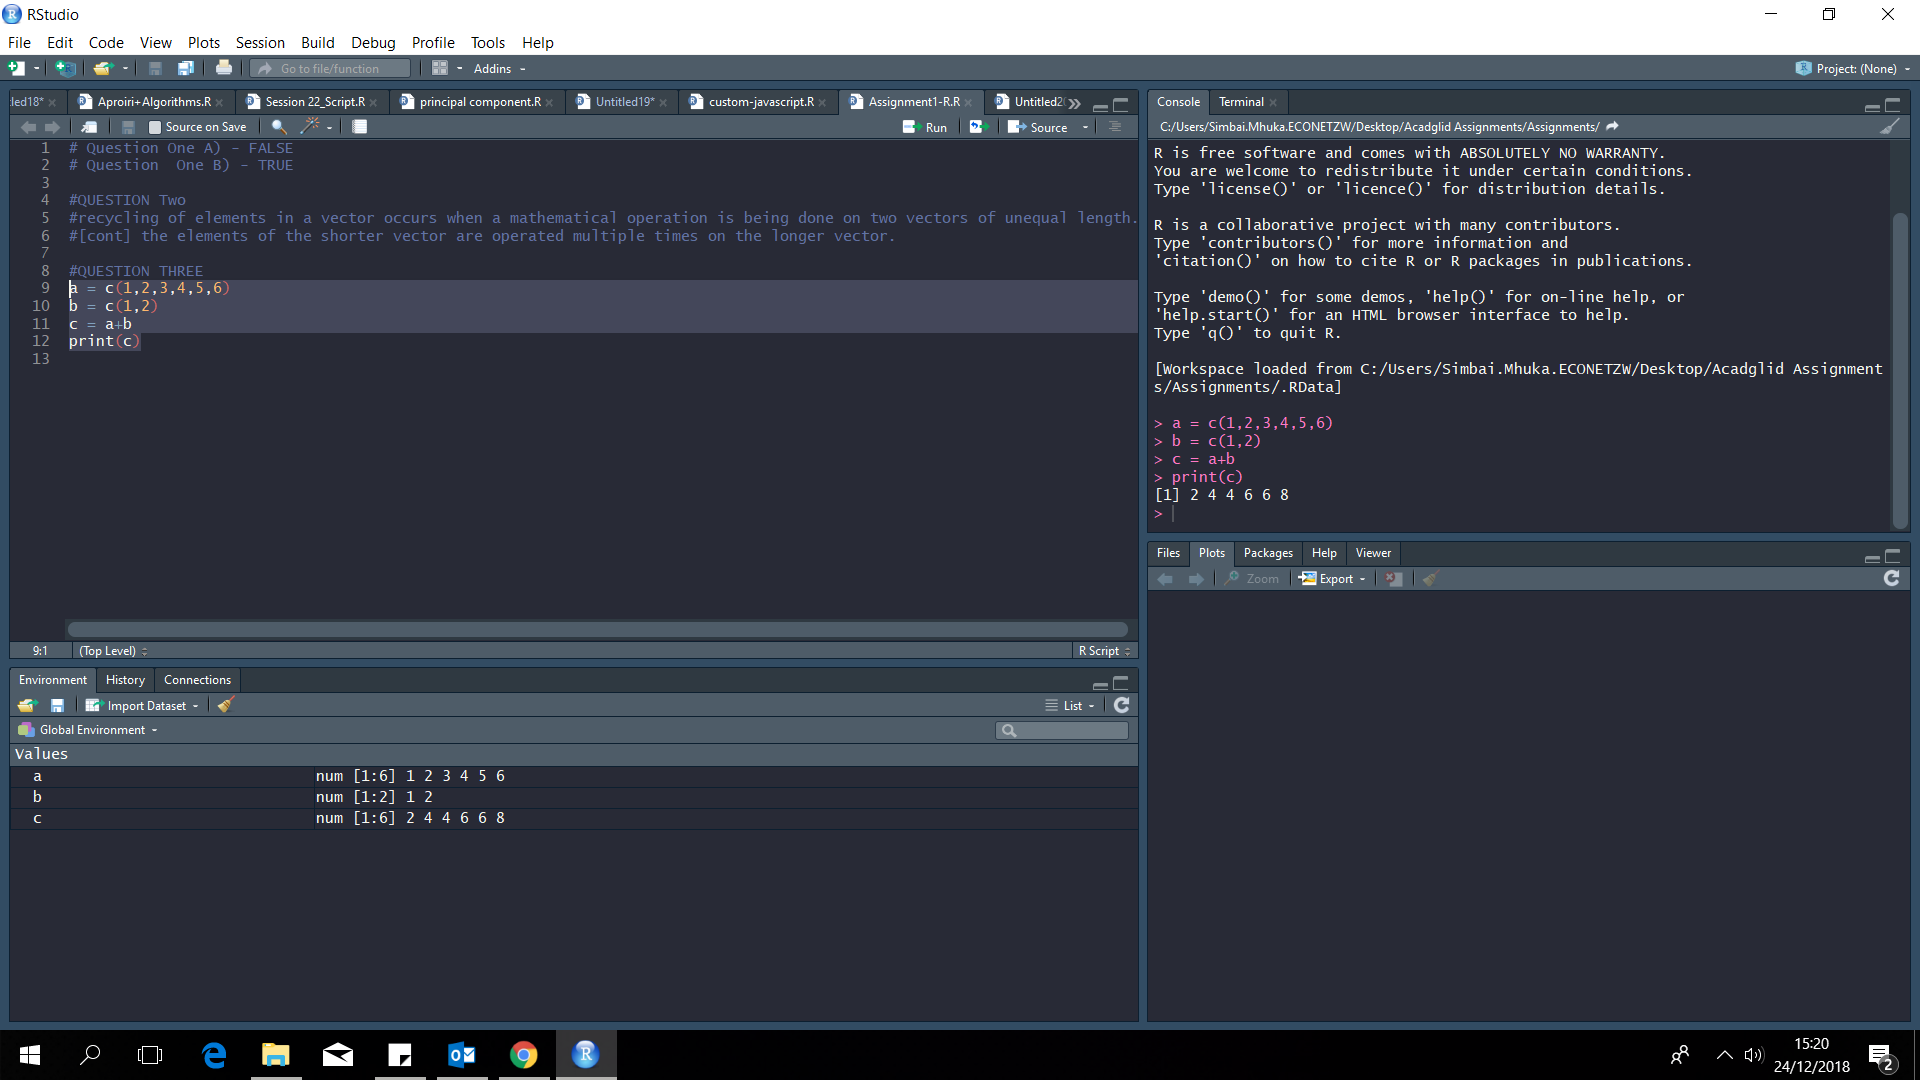 RStudio
File Edit Code View Plots Session Build Debug Profile Tools Help
Go to file/function Addins Project: (None)
led18* Aproiri+Algorithms.R Session 22_Script.R principal component.R Untitled19* custom-javascript.R Assignment1-R.R Untitled2
Source on Save Run Source
1 # Question One A) - FALSE
2 # Question  One B) - TRUE
3
4 #QUESTION Two
5 #recycling of elements in a vector occurs when a mathematical operation is being done on two vectors of unequal length.
6 #[cont] the elements of the shorter vector are operated multiple times on the longer vector.
7
8 #QUESTION THREE
9 a = c(1,2,3,4,5,6)
10 b = c(1,2)
11 c = a+b
12 print(c)
13
9:1 (Top Level) R Script
Environment History Connections
Import Dataset List
Global Environment
Values
a num [1:6] 1 2 3 4 5 6
b num [1:2] 1 2
c num [1:6] 2 4 4 6 6 8
Console Terminal
C:/Users/Simbai.Mhuka.ECONETZW/Desktop/Acadglid Assignments/Assignments/
R is free software and comes with ABSOLUTELY NO WARRANTY.
You are welcome to redistribute it under certain conditions.
Type 'license()' or 'licence()' for distribution details.
R is a collaborative project with many contributors.
Type 'contributors()' for more information and
'citation()' on how to cite R or R packages in publications.
Type 'demo()' for some demos, 'help()' for on-line help, or
'help.start()' for an HTML browser interface to help.
Type 'q()' to quit R.
[Workspace loaded from C:/Users/Simbai.Mhuka.ECONETZW/Desktop/Acadglid Assignment
s/Assignments/.RData]
> a = c(1,2,3,4,5,6)
> b = c(1,2)
> c = a+b
> print(c)
[1] 2 4 4 6 6 8
>
Files Plots Packages Help Viewer
Zoom Export
15:20
24/12/2018
2